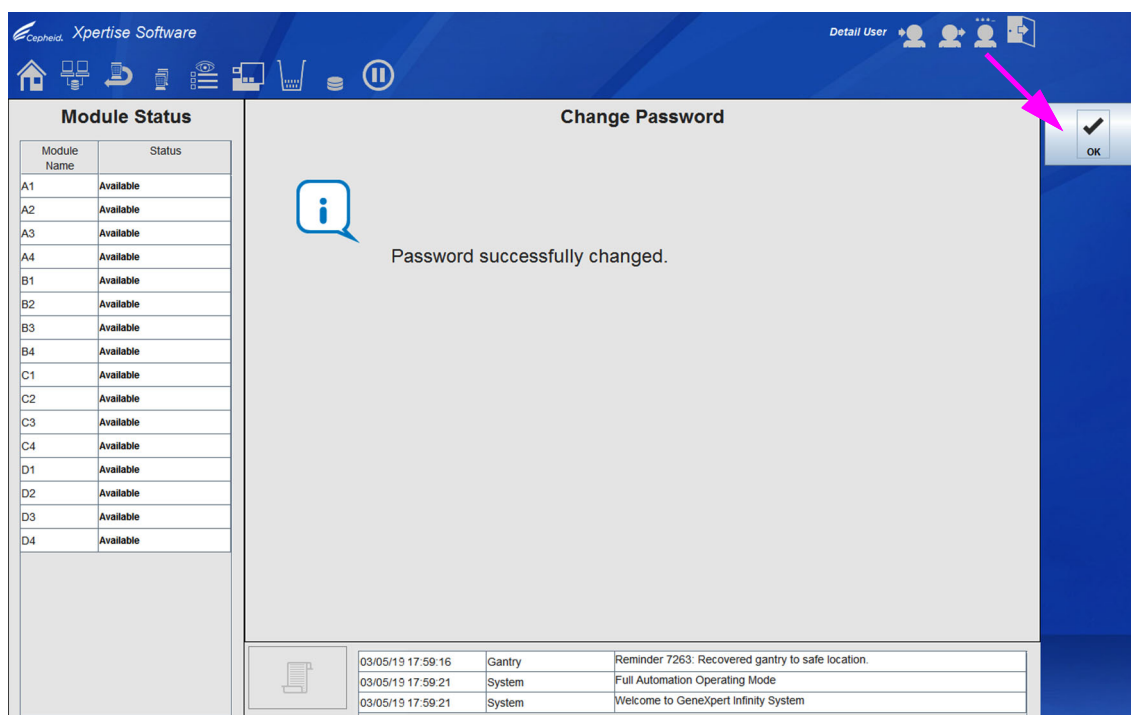 Cepheid. Xpertise Software
Detail User
Module Status
Module Name Status
A1 Available
A2 Available
A3 Available
A4 Available
B1 Available
B2 Available
B3 Available
B4 Available
C1 Available
C2 Available
C3 Available
C4 Available
D1 Available
D2 Available
D3 Available
D4 Available
Change Password
Password successfully changed.
OK
03/05/19 17:59:16 Gantry Reminder 7263: Recovered gantry to safe location.
03/05/19 17:59:21 System Full Automation Operating Mode
03/05/19 17:59:21 System Welcome to GeneXpert Infinity System